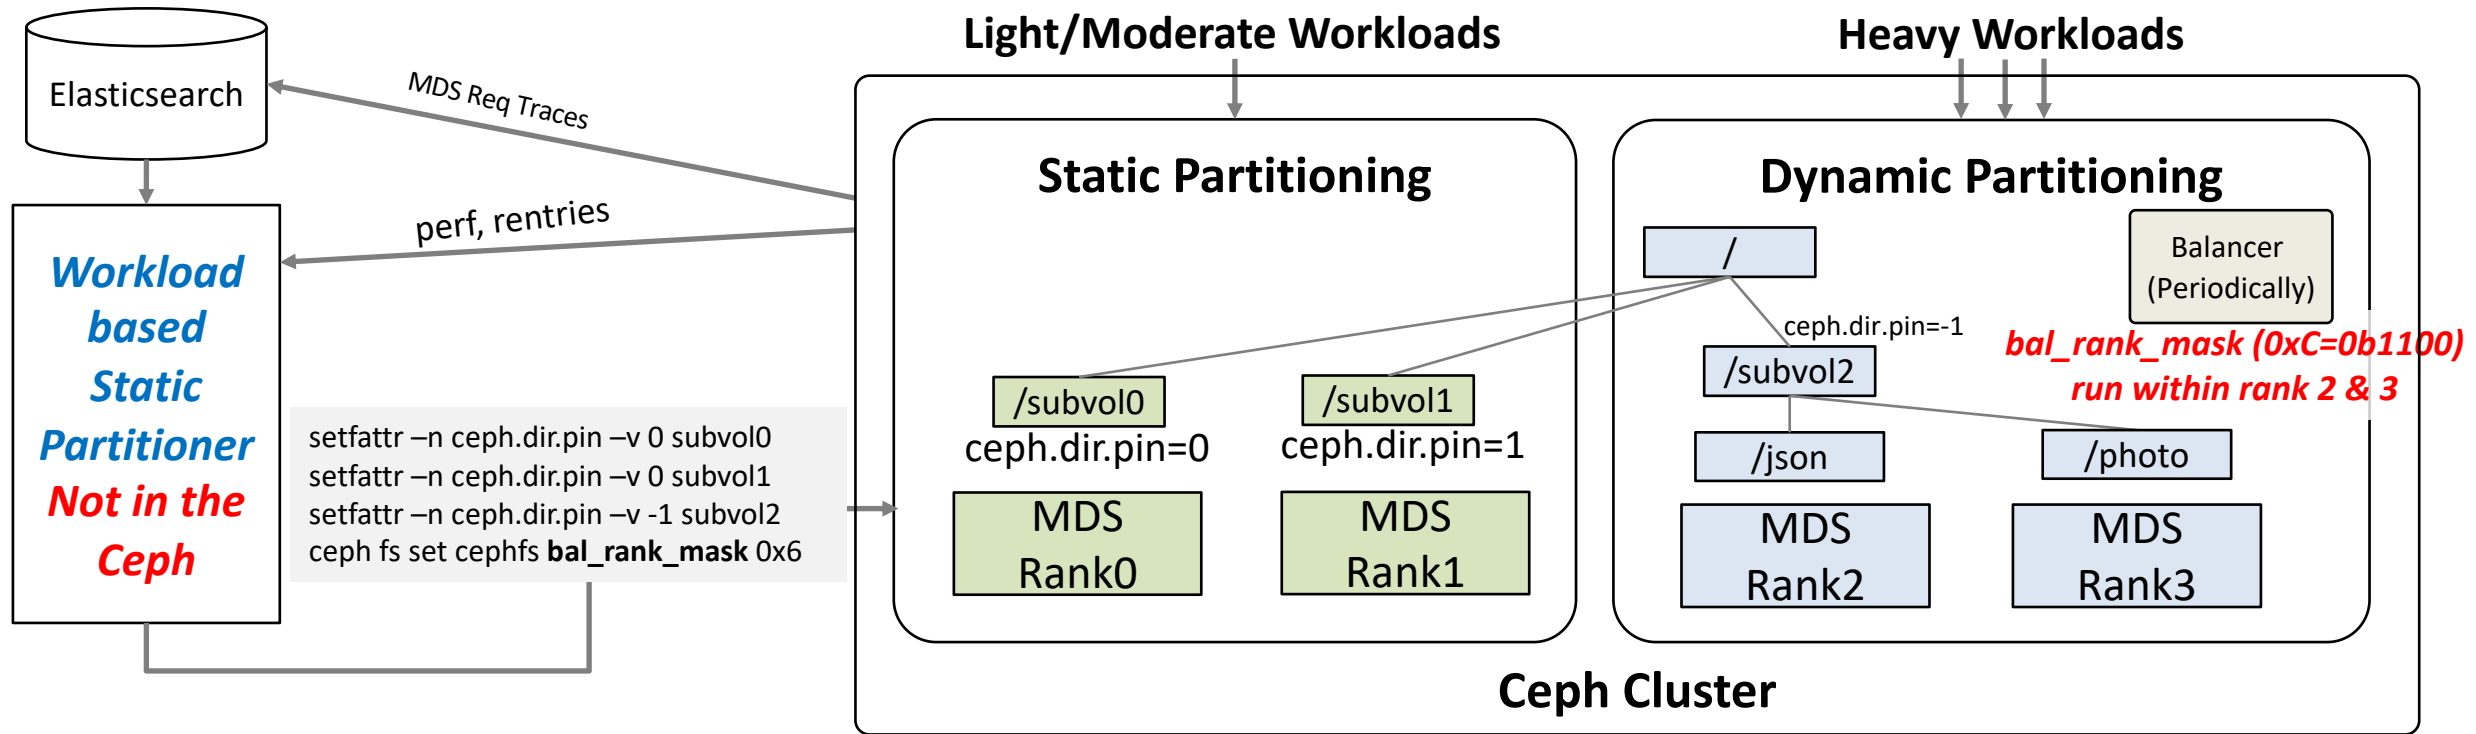 Elasticsearch
MDS Req Traces
perf, rentries
Workload
based
Static
Partitioner
Not in the
Ceph
setfattr –n ceph.dir.pin –v 0 subvol0
setfattr –n ceph.dir.pin –v 0 subvol1
setfattr –n ceph.dir.pin –v -1 subvol2
ceph fs set cephfs bal_rank_mask 0x6
Light/Moderate Workloads
Heavy Workloads
Static Partitioning
/subvol0
ceph.dir.pin=0
/subvol1
ceph.dir.pin=1
MDS
Rank0
MDS
Rank1
Dynamic Partitioning
/
Balancer
(Periodically)
ceph.dir.pin=-1
bal_rank_mask (0xC=0b1100)
run within rank 2 & 3
/subvol2
/json
/photo
MDS
Rank2
MDS
Rank3
Ceph Cluster